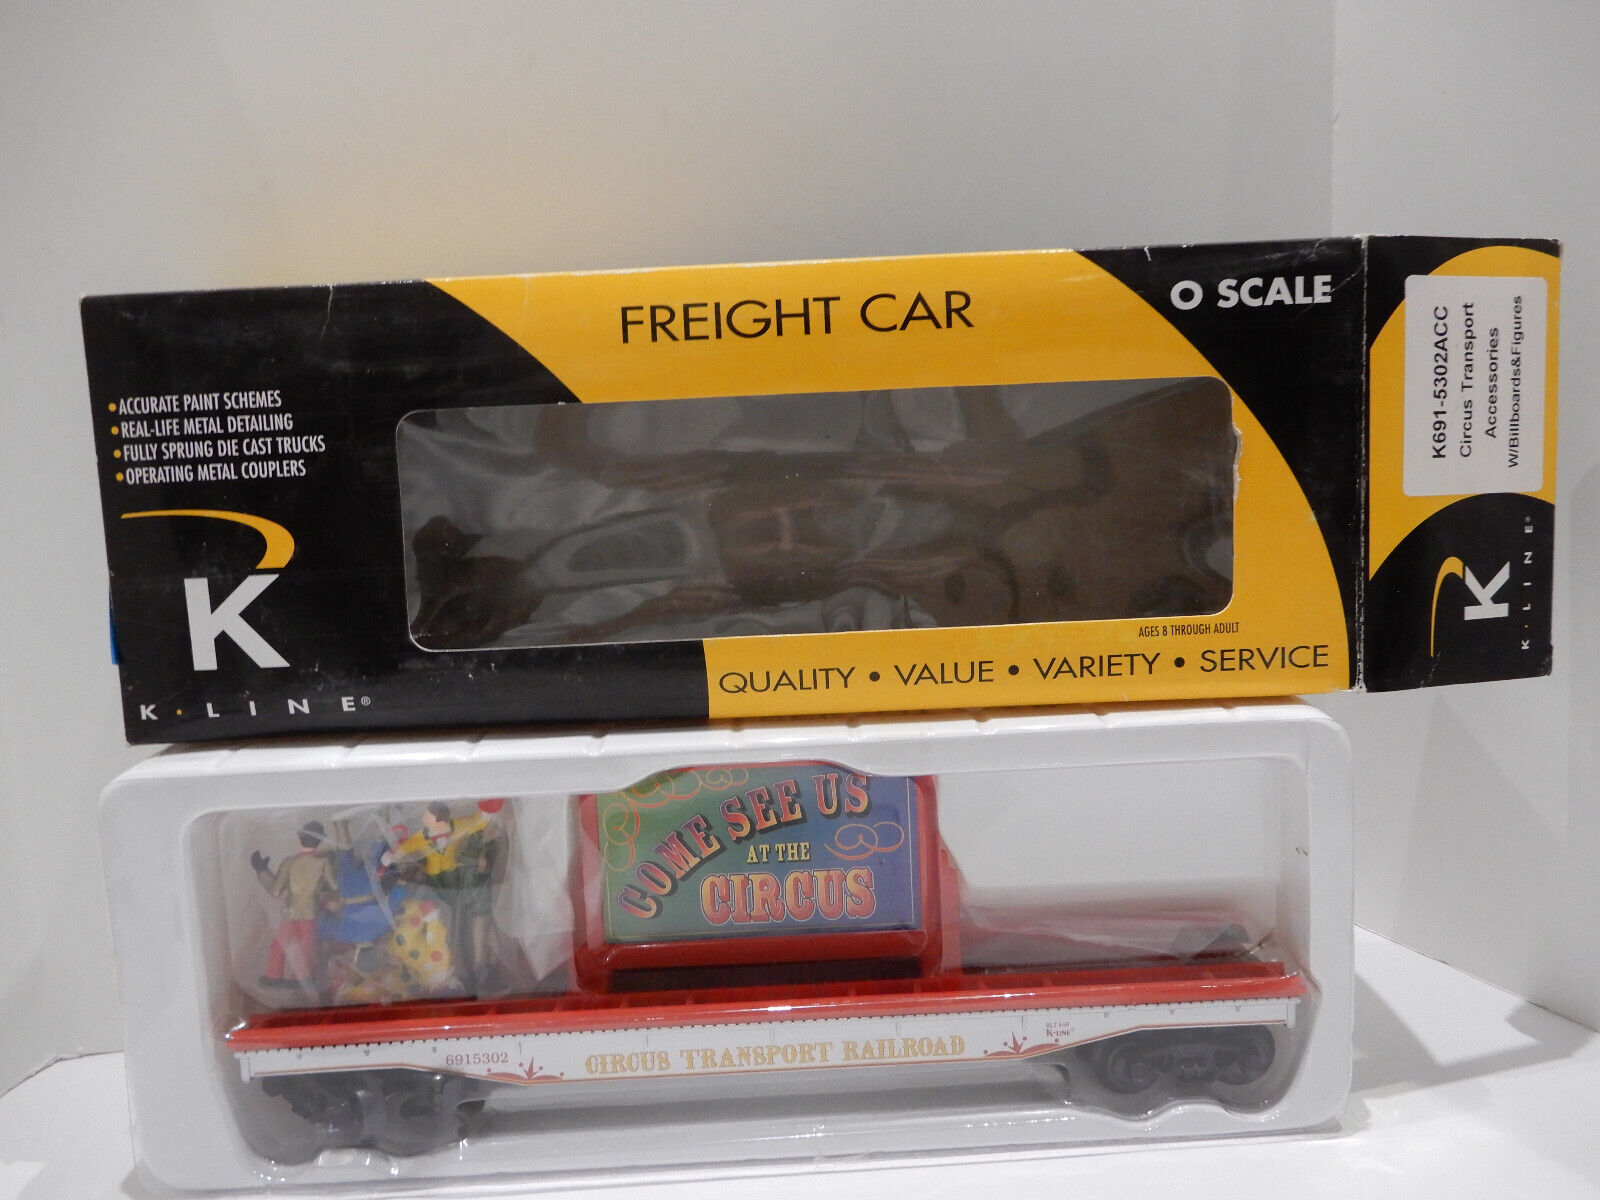 FREIGHT CAR
O SCALE
• ACCURATE PAINT SCHEMES
• REAL-LIFE METAL DETAILING
• FULLY SPRUNG DIE CAST TRUCKS
• OPERATING METAL COUPLERS
K
K·LINE®
AGES 8 THROUGH ADULT
QUALITY • VALUE • VARIETY • SERVICE
K691-5302ACC
Circus Transport
Accessories
W/Billboards&Figures
K
K·LINE®
COME SEE US
AT THE
CIRCUS
6915302
CIRCUS TRANSPORT RAILROAD
K-LINE